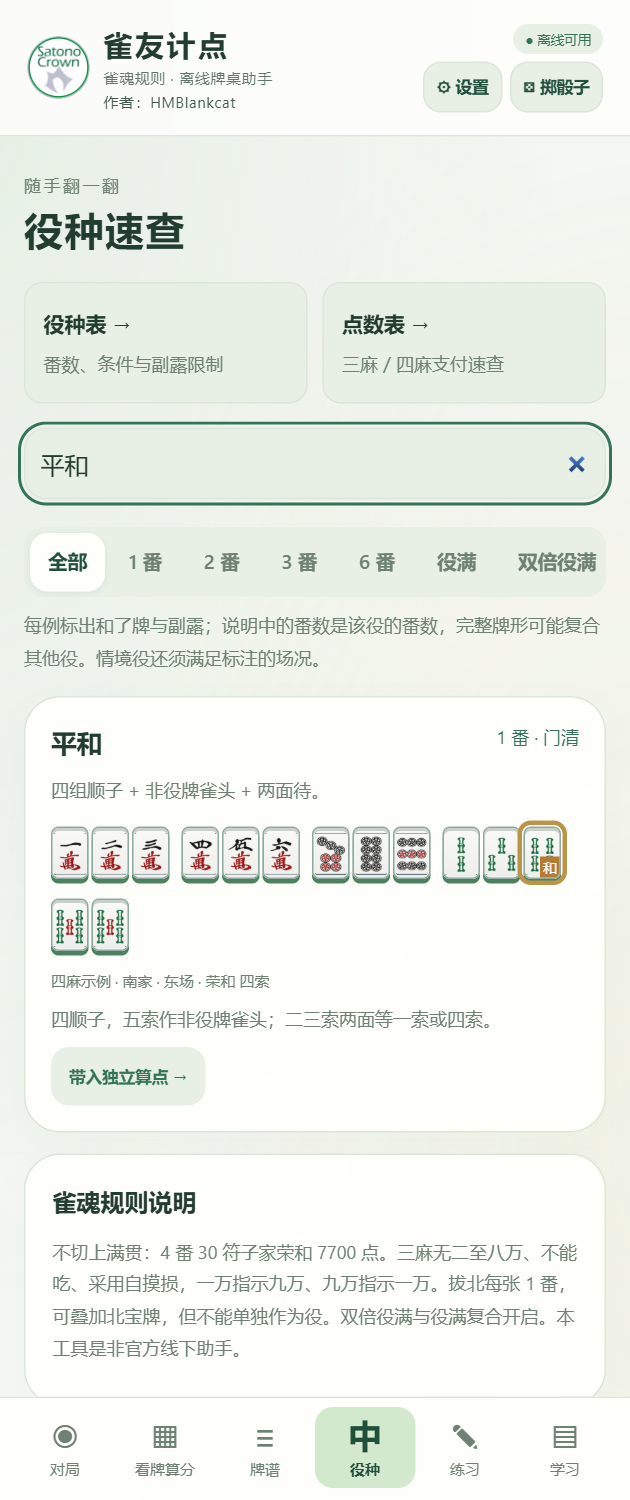 Satono
Crown
雀友计点
雀魂规则 · 离线牌桌助手
作者：HMBlankcat
● 离线可用
⚙ 设置
⚄ 掷骰子
随手翻一翻
役种速查
役种表 →
番数、条件与副露限制
点数表 →
三麻 / 四麻支付速查
平和
全部 1 番 2 番 3 番 6 番 役满 双倍役满
每例标出和了牌与副露；说明中的番数是该役的番数，完整牌形可能复合
其他役。情境役还须满足标注的场况。
平和
1 番 · 门清
四组顺子 + 非役牌雀头 + 两面待。
一萬 二萬 三萬 四萬 伍萬 六萬
和
四麻示例 · 南家 · 东场 · 荣和 四索
四顺子，五索作非役牌雀头；二三索两面等一索或四索。
带入独立算点 →
雀魂规则说明
不切上满贯：4 番 30 符子家荣和 7700 点。三麻无二至八万、不能
吃、采用自摸损，一万指示九万、九万指示一万。拔北每张 1 番，
可叠加北宝牌，但不能单独作为役。双倍役满与役满复合开启。本
工具是非官方线下助手。
对局
看牌算分
牌谱
中
役种
练习
学习